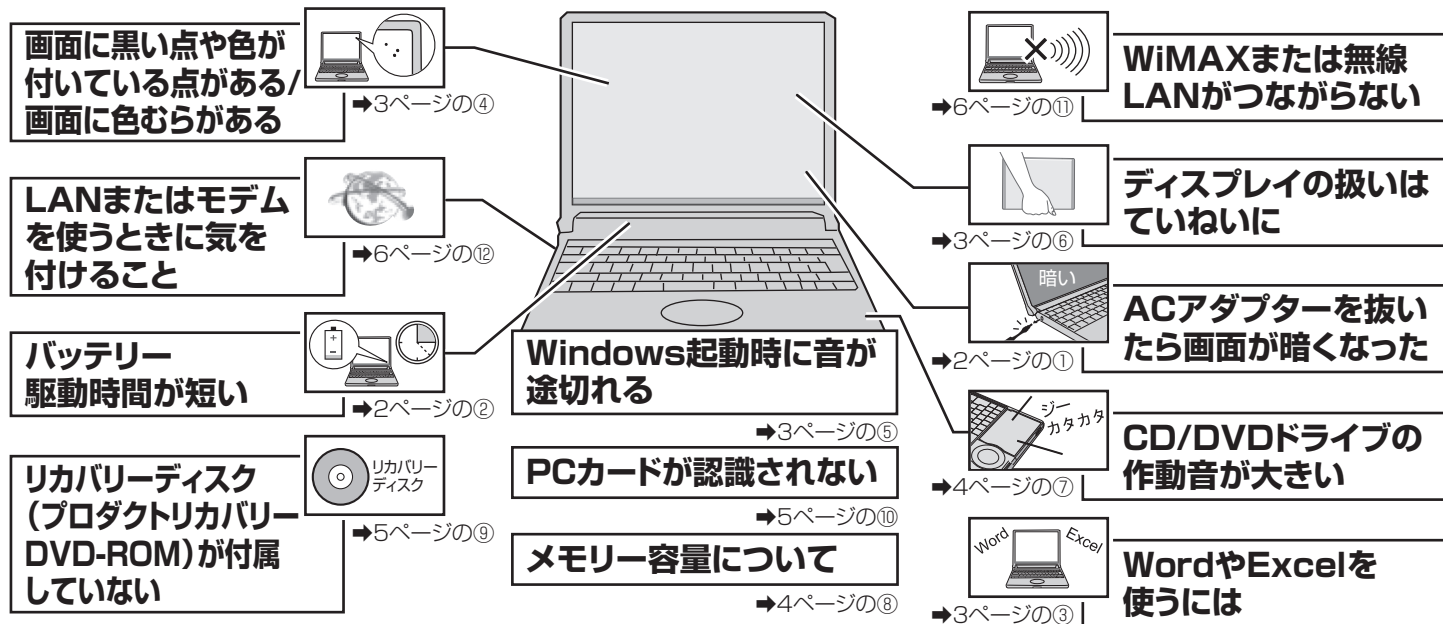 画面に黒い点や色が
付いている点がある/
画面に色むらがある
➡3ページの④
LANまたはモデム
を使うときに気を
付けること
➡6ページの⑫
バッテリー
駆動時間が短い
➡2ページの②
リカバリーディスク
（プロダクトリカバリー
DVD-ROM）が付属
していない
リカバリー
ディスク
➡5ページの⑨
Windows起動時に音が
途切れる
➡3ページの⑤
PCカードが認識されない
➡5ページの⑩
メモリー容量について
➡4ページの⑧
WiMAXまたは無線
LANがつながらない
➡6ページの⑪
ディスプレイの扱いは
ていねいに
➡3ページの⑥
暗い
ACアダプターを抜い
たら画面が暗くなった
➡2ページの①
ジー
カタカタ
CD/DVDドライブの
作動音が大きい
➡4ページの⑦
Word
Excel
WordやExcelを
使うには
➡3ページの③